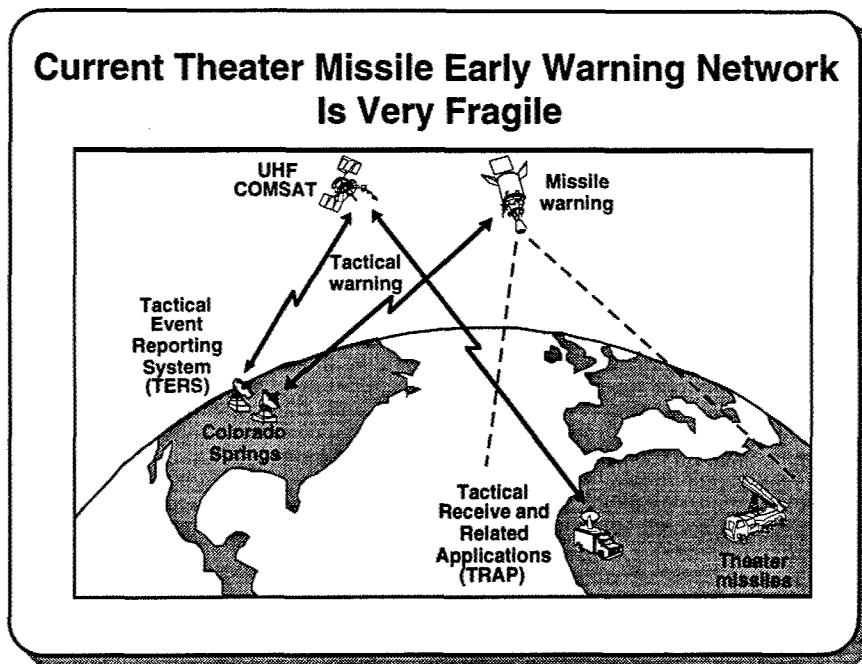 Current Theater Missile Early Warning Network
Is Very Fragile
UHF
COMSAT
Missile
warning
Tactical
warning
Tactical
Event
Reporting
System
(TERS)
Colorado
Springs
Tactical
Receive and
Related
Applications
(TRAP)
Theater
missiles